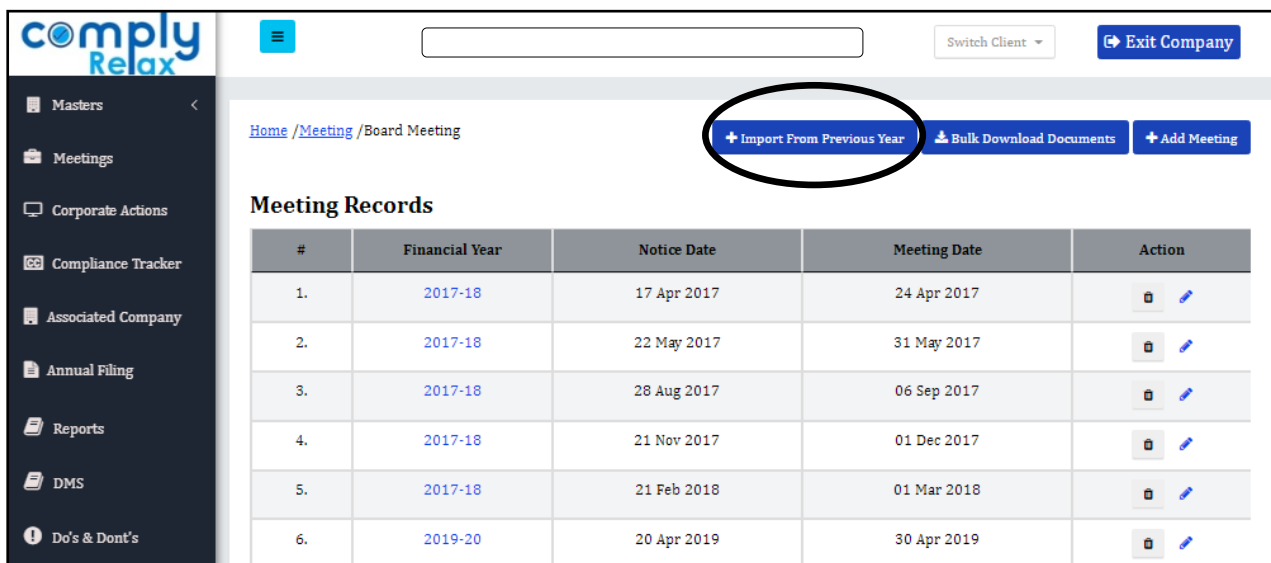 comply
Relax
Switch Client
Exit Company
Masters
Meetings
Corporate Actions
CC Compliance Tracker
Associated Company
Annual Filing
Reports
DMS
Do's & Dont's
Home /Meeting /Board Meeting
+ Import From Previous Year
Bulk Download Documents
+ Add Meeting
Meeting Records
# Financial Year Notice Date Meeting Date Action
1. 2017-18 17 Apr 2017 24 Apr 2017
2. 2017-18 22 May 2017 31 May 2017
3. 2017-18 28 Aug 2017 06 Sep 2017
4. 2017-18 21 Nov 2017 01 Dec 2017
5. 2017-18 21 Feb 2018 01 Mar 2018
6. 2019-20 20 Apr 2019 30 Apr 2019